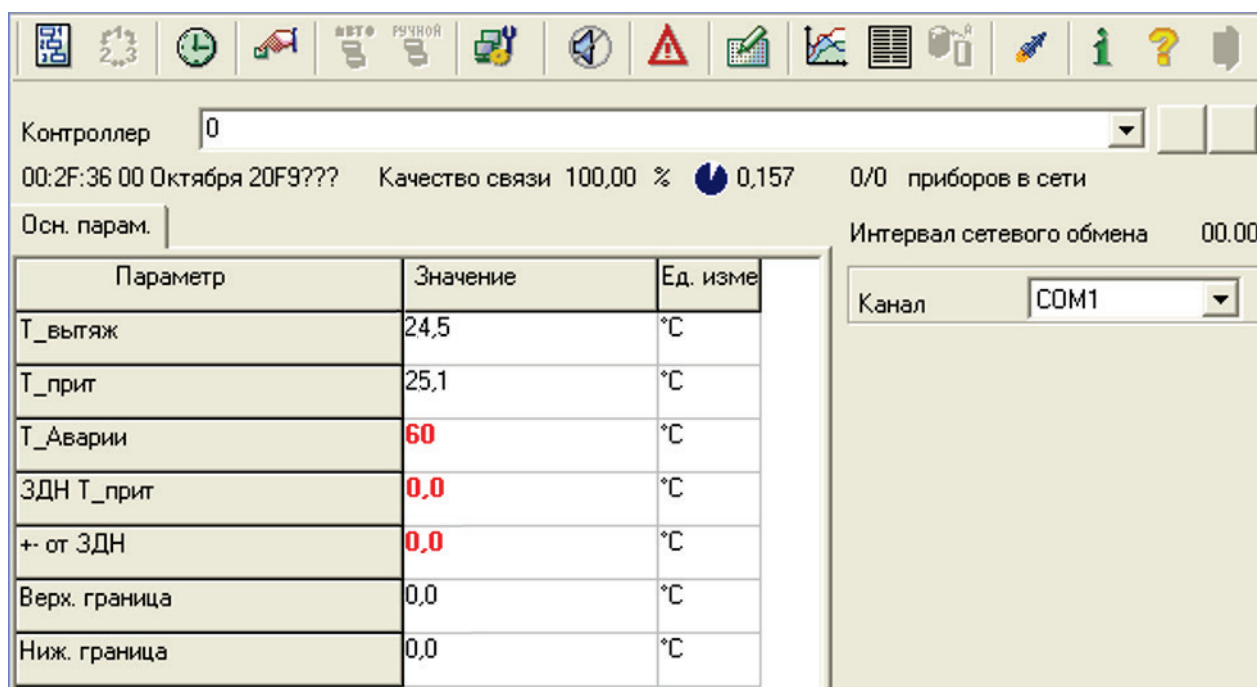 АВТО РУЧНОЙ
Контроллер 0
00:2F:36 00 Октября 20F9??? Качество связи 100,00 % 0,157 0/0 приборов в сети
Осн. парам.
Интервал сетевого обмена 00.00
Канал COM1
Параметр Значение Ед. изме
Т_вытяж 24,5 °C
Т_прит 25,1 °C
Т_Аварии 60 °C
ЗДН Т_прит 0,0 °C
+- от ЗДН 0,0 °C
Верх. граница 0,0 °C
Ниж. граница 0,0 °C